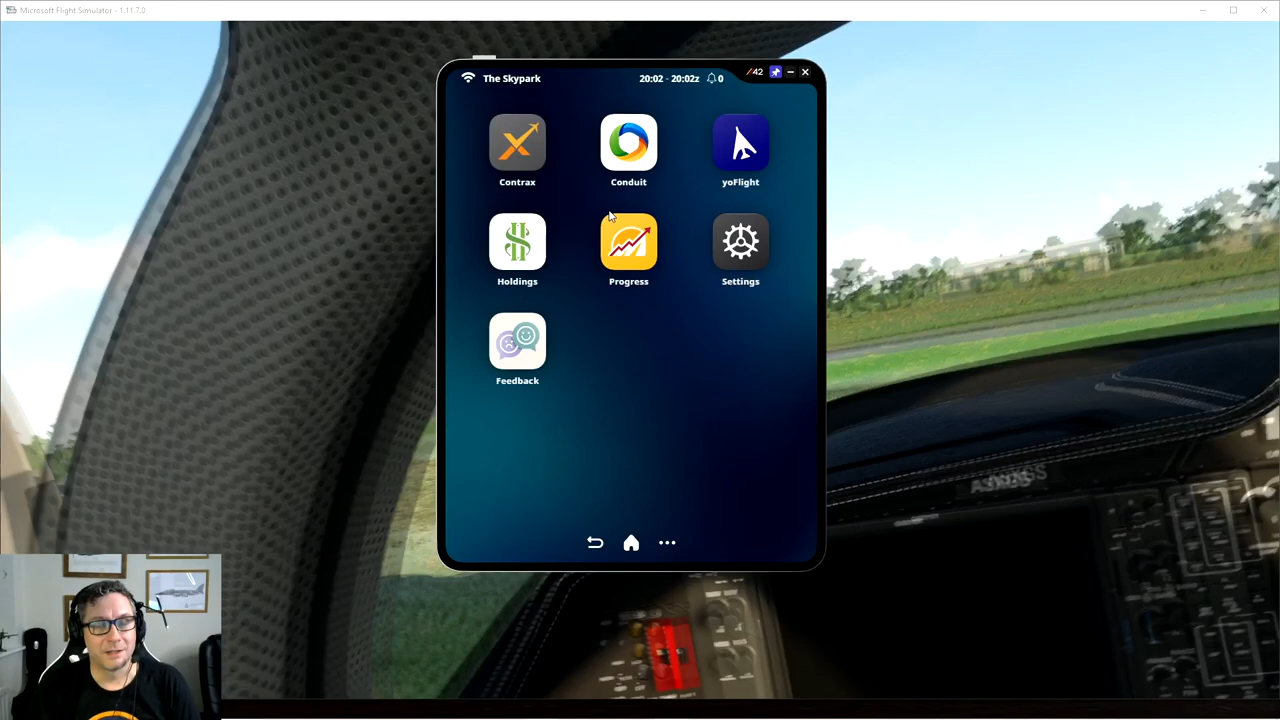 Microsoft Flight Simulator - 1.11.7.0
The Skypark
20:02 - 20:02z
0
/42
Contrax
Conduit
yoFlight
Holdings
Progress
Settings
Feedback